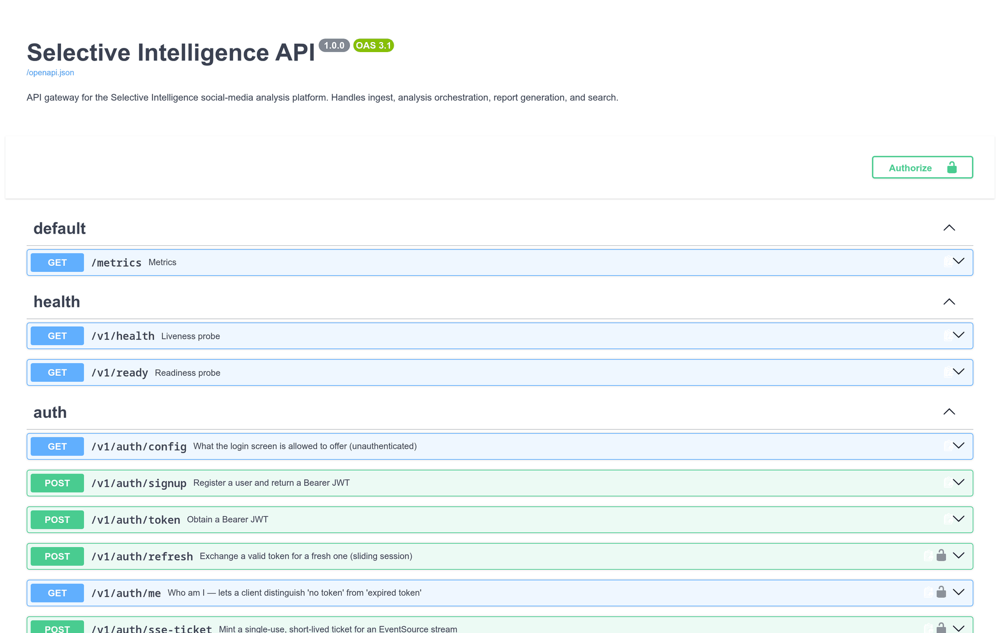 Selective Intelligence API 1.0.0 OAS 3.1
/openapi.json
API gateway for the Selective Intelligence social-media analysis platform. Handles ingest, analysis orchestration, report generation, and search.
Authorize
default
GET /metrics Metrics
health
GET /v1/health Liveness probe
GET /v1/ready Readiness probe
auth
GET /v1/auth/config What the login screen is allowed to offer (unauthenticated)
POST /v1/auth/signup Register a user and return a Bearer JWT
POST /v1/auth/token Obtain a Bearer JWT
POST /v1/auth/refresh Exchange a valid token for a fresh one (sliding session)
GET /v1/auth/me Who am I — lets a client distinguish 'no token' from 'expired token'
POST /v1/auth/sse-ticket Mint a single-use, short-lived ticket for an EventSource stream